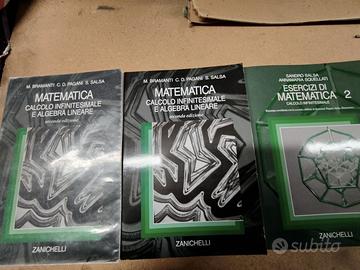 M. BRAMANTI C. D. PAGANI S. SALSA
MATEMATICA
CALCOLO INFINITESIMALE
E ALGEBRA LINEARE
seconda edizione
ZANICHELLI
M. BRAMANTI C. D. PAGANI S. SALSA
MATEMATICA
CALCOLO INFINITESIMALE
E ALGEBRA LINEARE
seconda edizione
ZANICHELLI
SANDRO SALSA
ANNAMARIA SQUELLATI
ESERCIZI DI
MATEMATICA 2
CALCOLO INFINITESIMALE
ZANICHELLI
subito